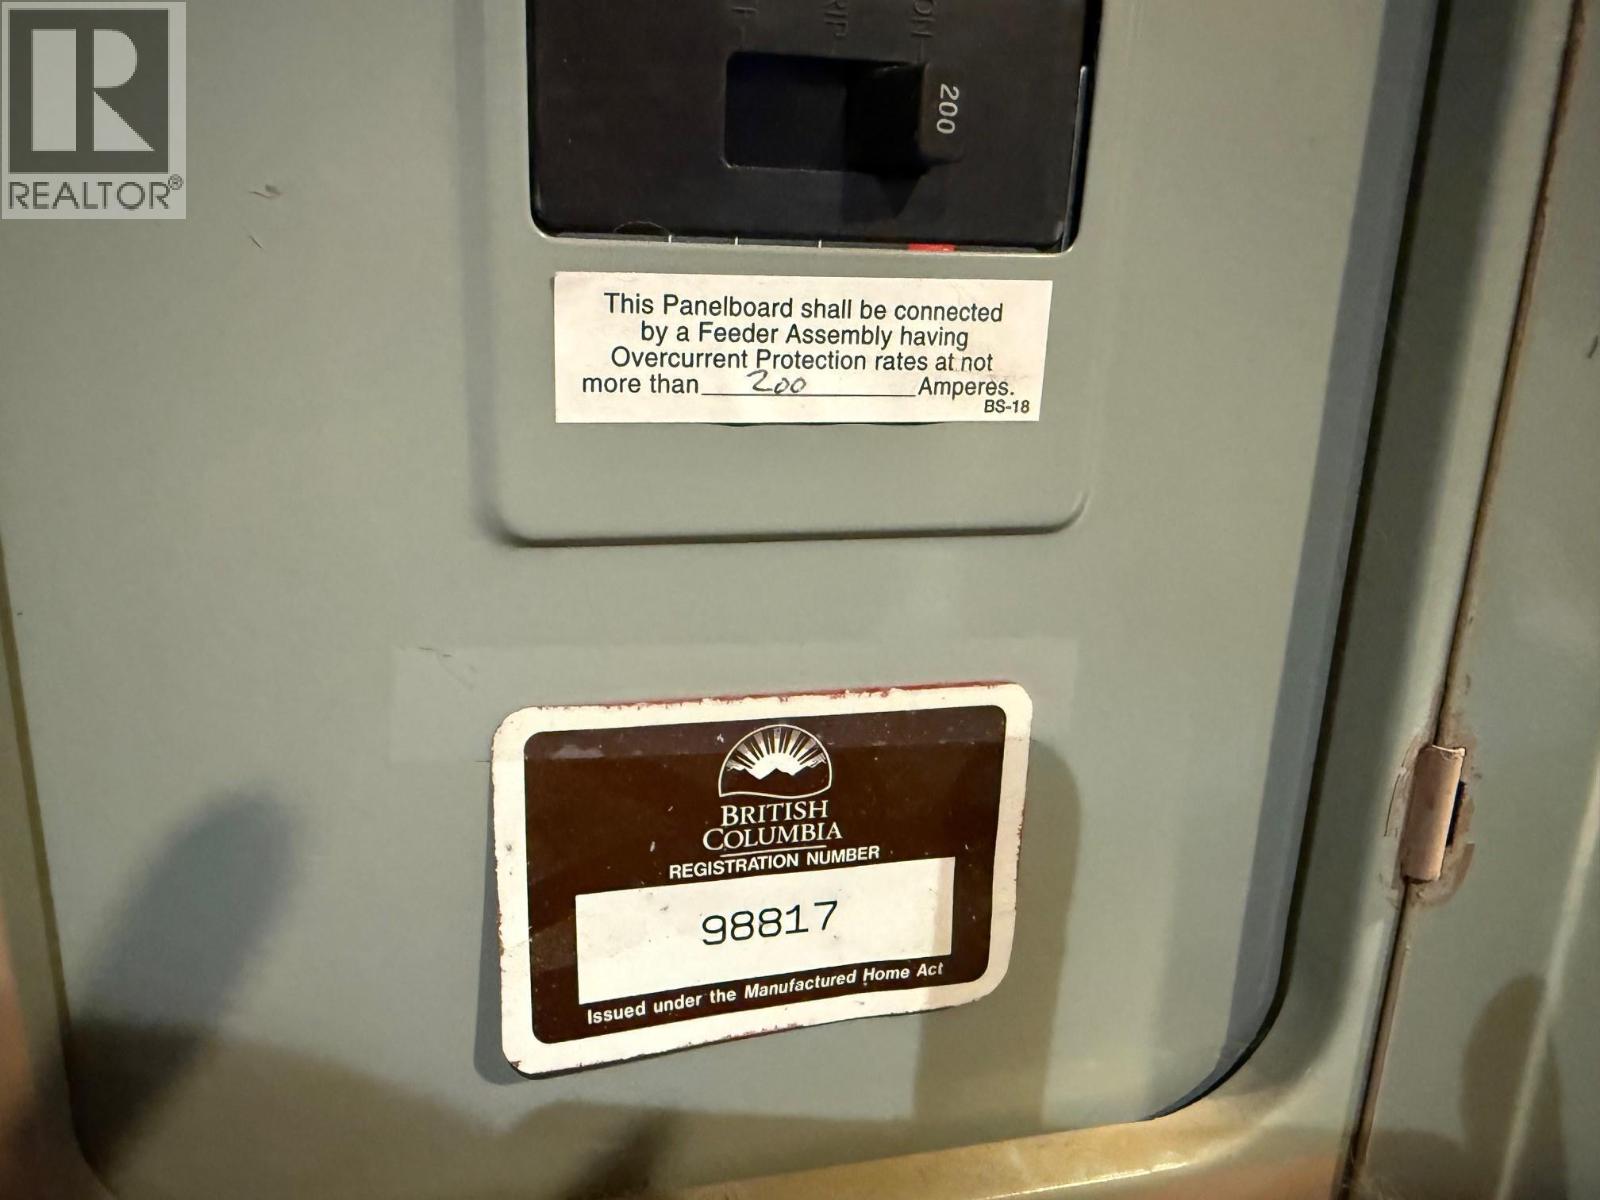 REALTOR®
ON
200
This Panelboard shall be connected
by a Feeder Assembly having
Overcurrent Protection rates at not
more than 200 Amperes.
BS-18
BRITISH
COLUMBIA
REGISTRATION NUMBER
98817
Issued under the Manufactured Home Act